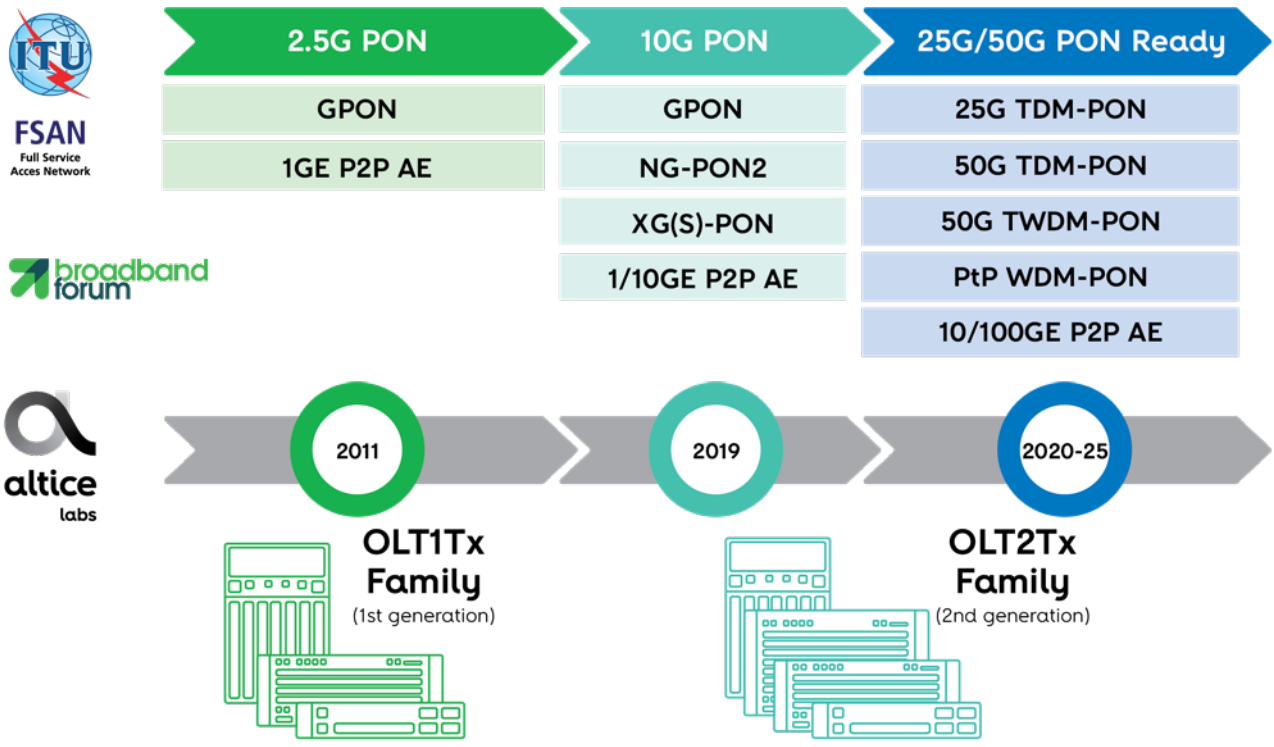 ITU
FSAN
Full Service
Acces Network
broadband
forum
altice
labs
2.5G PON
10G PON
25G/50G PON Ready
GPON
GPON
25G TDM-PON
1GE P2P AE
NG-PON2
50G TDM-PON
XG(S)-PON
50G TWDM-PON
1/10GE P2P AE
PtP WDM-PON
10/100GE P2P AE
2011
2019
2020-25
OLT1Tx
Family
(1st generation)
OLT2Tx
Family
(2nd generation)